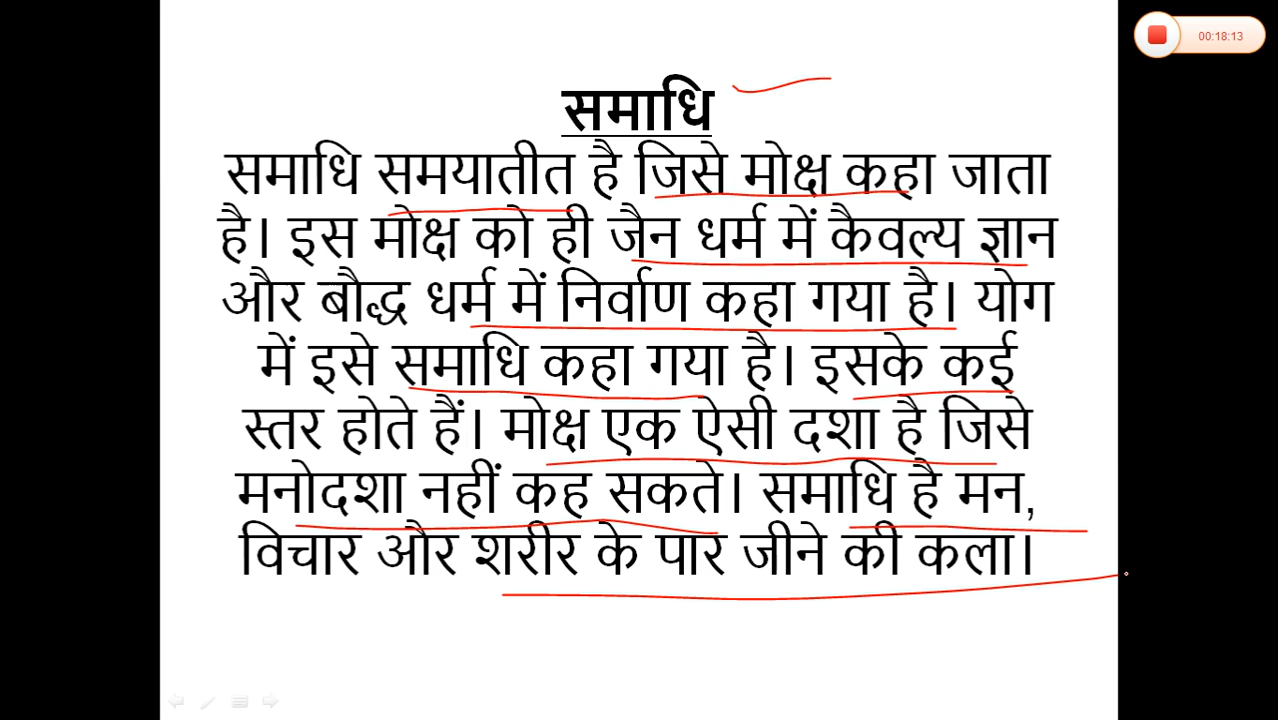 00:18:13
समाधि
समाधि समयातीत है जिसे मोक्ष कहा जाता
है। इस मोक्ष को ही जैन धर्म में कैवल्य ज्ञान
और बौद्ध धर्म में निर्वाण कहा गया है। योग
में इसे समाधि कहा गया है। इसके कई
स्तर होते हैं। मोक्ष एक ऐसी दशा है जिसे
मनोदशा नहीं कह सकते। समाधि है मन,
विचार और शरीर के पार जीने की कला।